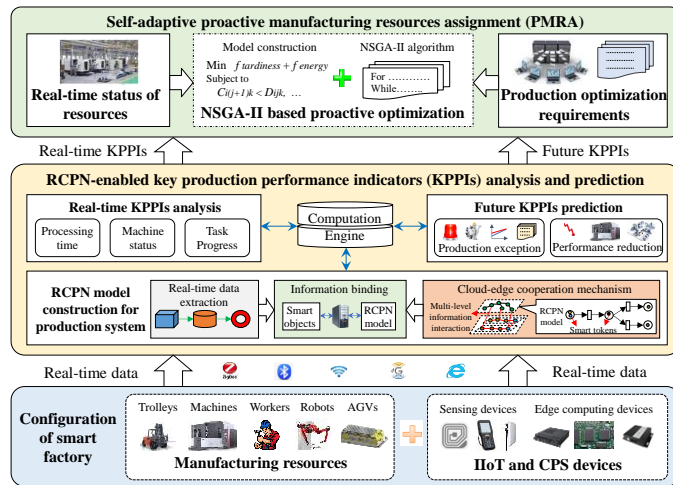 Self-adaptive proactive manufacturing resources assignment (PMRA)
Real-time status of
resources
Model construction
Min f tardiness + f energy
Subject to
Ci(j+1)k < Dijk, …
NSGA-II algorithm
For …………
While……..
NSGA-II based proactive optimization
Production optimization
requirements
Real-time KPPIs
Future KPPIs
RCPN-enabled key production performance indicators (KPPIs) analysis and prediction
Real-time KPPIs analysis
Processing
time
Machine
status
Task
Progress
Computation
Engine
Future KPPIs prediction
Production exception
Performance reduction
RCPN model
construction for
production system
Real-time data
extraction
Information binding
Smart
objects
RCPN
model
Cloud-edge cooperation mechanism
Multi-level
information
interaction
RCPN
model
Smart tokens
Real-time data
ZigBee
Real-time data
Configuration
of smart
factory
Trolleys
Machines
Workers
Robots
AGVs
Manufacturing resources
Sensing devices
Edge computing devices
IIoT and CPS devices